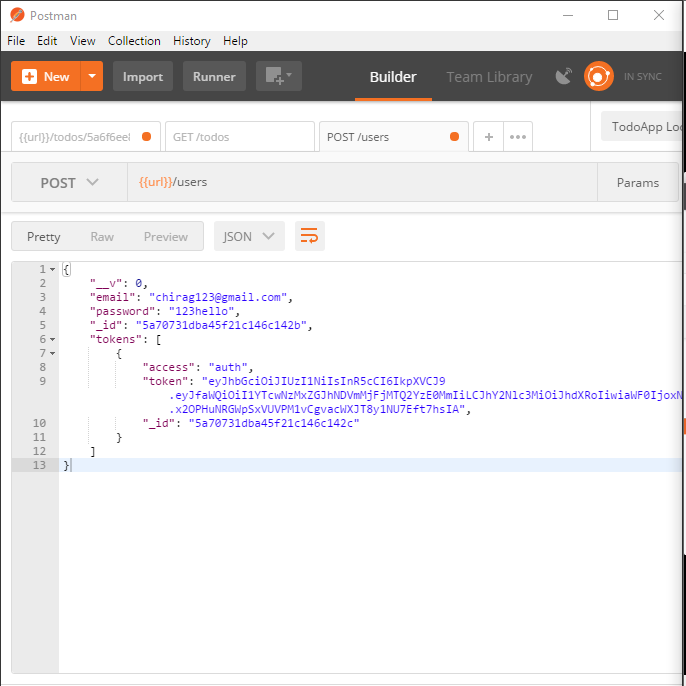 Postman
File Edit View Collection History Help
New Import Runner Builder Team Library IN SYNC
{{url}}/todos/5a6f6eel GET /todos POST /users + ••• TodoApp Loc
POST {{url}}/users Params
Pretty Raw Preview JSON
1 {
2 "__v": 0,
3 "email": "chirag123@gmail.com",
4 "password": "123hello",
5 "_id": "5a70731dba45f21c146c142b",
6 "tokens": [
7 {
8 "access": "auth",
9 "token": "eyJhbGciOiJIUzI1NiIsInR5cCI6IkpXVCJ9
.eyJfaWQiOiI1YTcwNzMxZGJhNDVmMjFjMTQ2YzE0MmIiLCJhY2Nlc3MiOiJhdXRoIiwiaWF0IjoxN
.x2OPHuNRGWpSxVUVPM1vCgvacWXJT8y1NU7Eft7hsIA",
10 "_id": "5a70731dba45f21c146c142c"
11 }
12 ]
13 }